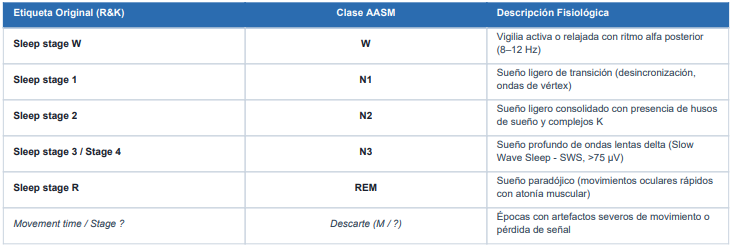 Etiqueta Original (R&K) Clase AASM Descripción Fisiológica
Sleep stage W W Vigilia activa o relajada con ritmo alfa posterior
(8–12 Hz)
Sleep stage 1 N1 Sueño ligero de transición (desincronización,
ondas de vértex)
Sleep stage 2 N2 Sueño ligero consolidado con presencia de husos
de sueño y complejos K
Sleep stage 3 / Stage 4 N3 Sueño profundo de ondas lentas delta (Slow
Wave Sleep - SWS, >75 µV)
Sleep stage R REM Sueño paradójico (movimientos oculares rápidos
con atonía muscular)
Movement time / Stage ? Descarte (M / ?) Épocas con artefactos severos de movimiento o
pérdida de señal